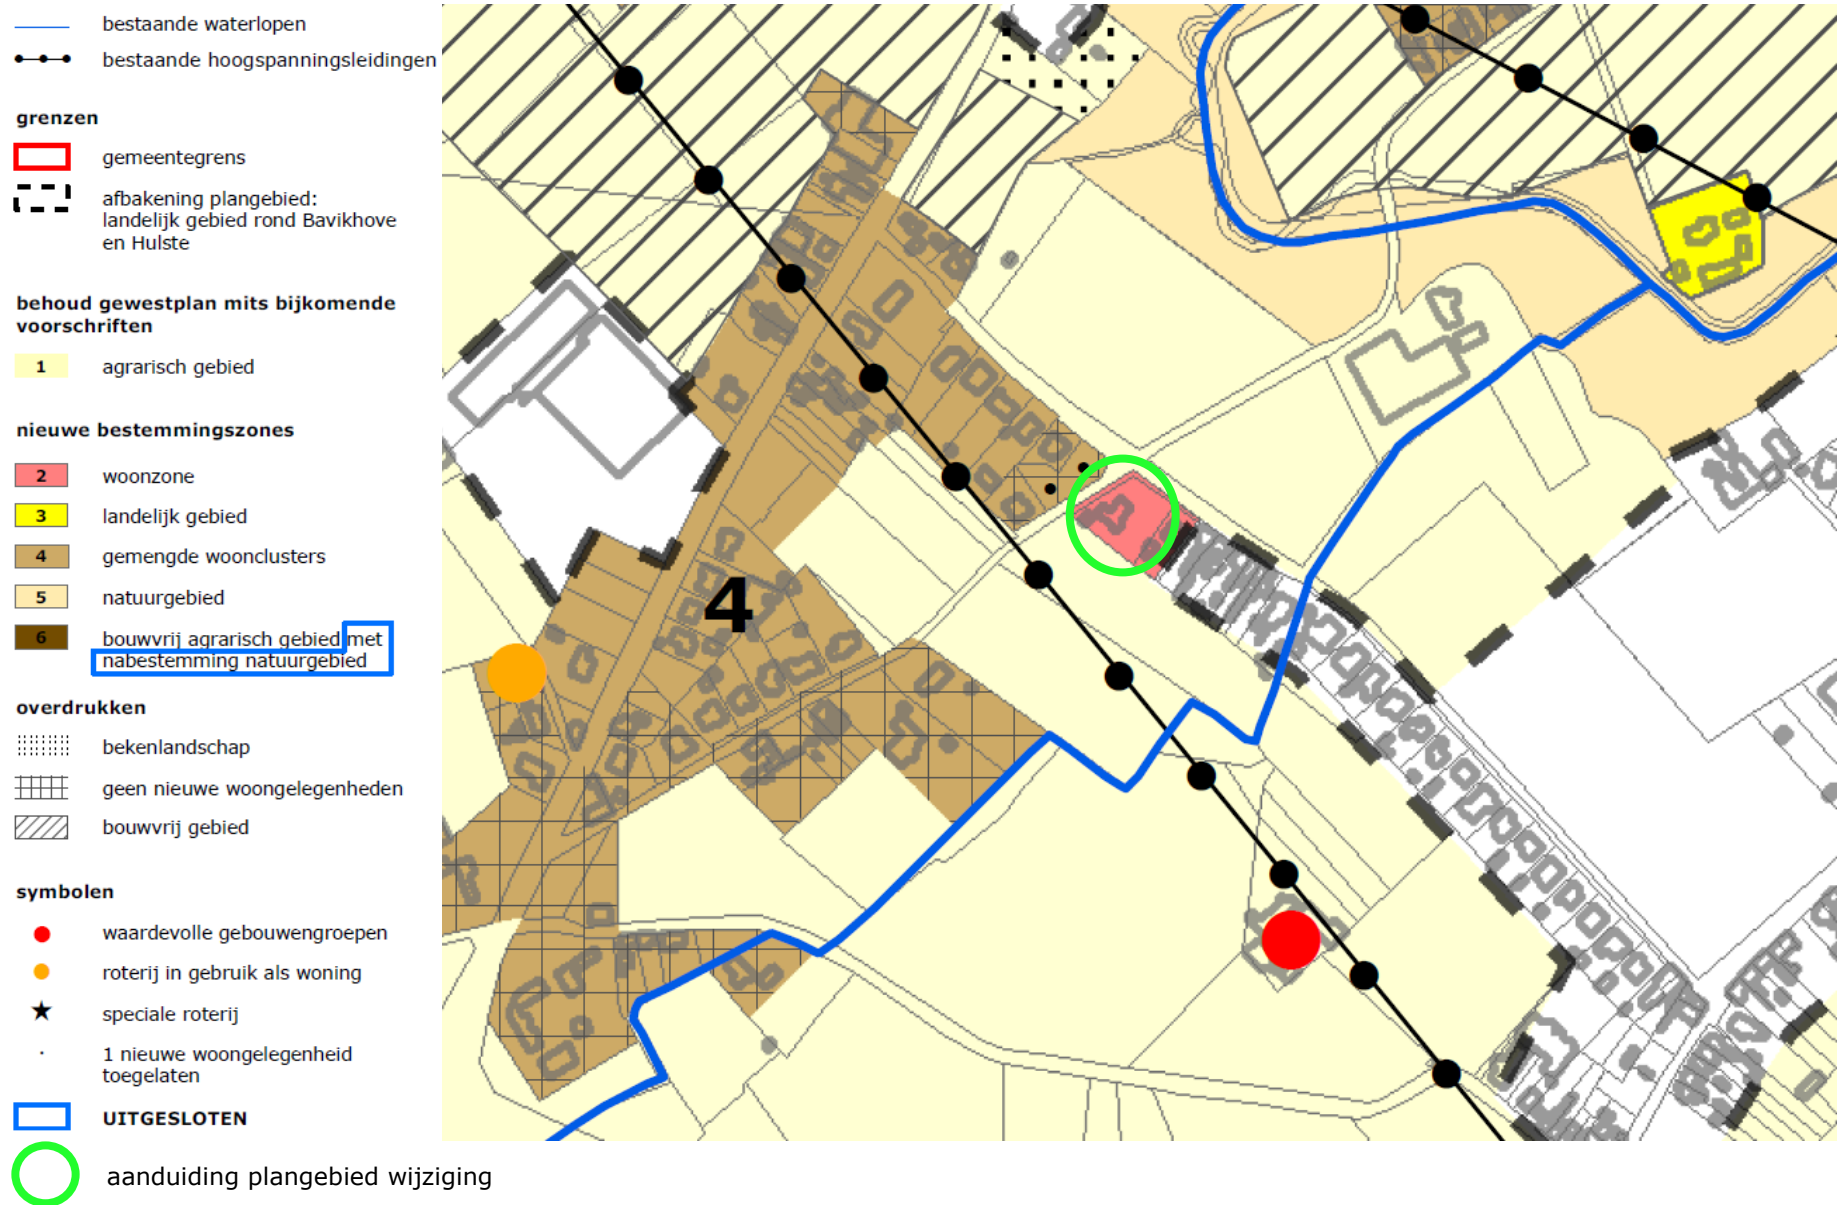 bestaande waterlopen
bestaande hoogspanningsleidingen
grenzen
gemeentegrens
afbakening plangebied:
landelijk gebied rond Bavikhove
en Hulste
behoud gewestplan mits bijkomende
voorschriften
1 agrarisch gebied
nieuwe bestemmingszones
2 woonzone
3 landelijk gebied
4 gemengde woonclusters
5 natuurgebied
6 bouwvrij agrarisch gebied met
nabestemming natuurgebied
overdrukken
bekenlandschap
geen nieuwe woongelegenheden
bouwvrij gebied
symbolen
waardevolle gebouwengroepen
roterij in gebruik als woning
speciale roterij
1 nieuwe woongelegenheid
toegelaten
UITGESLOTEN
aanduiding plangebied wijziging
4